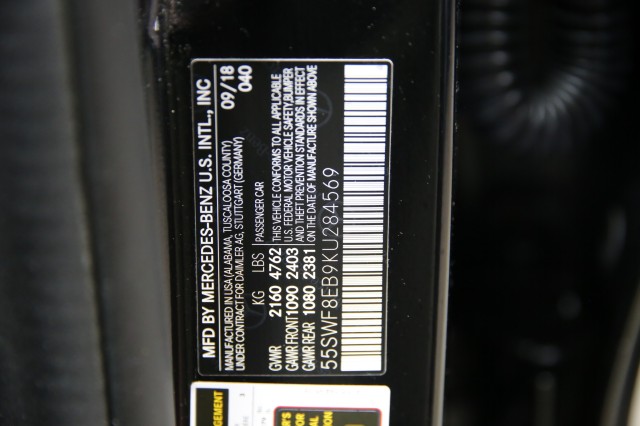 MFD BY MERCEDES-BENZ U.S. INTL., INC
MANUFACTURED IN USA (ALABAMA, TUSCALOOSA COUNTY)
UNDER CONTRACT FOR DAIMLER AG, STUTTGART (GERMANY)
09/18
040
KG LBS PASSENGER CAR
GVWR 2160 4762
GAWR FRONT 1090 2403
GAWR REAR 1080 2381
THIS VEHICLE CONFORMS TO ALL APPLICABLE
U.S. FEDERAL MOTOR VEHICLE SAFETY,BUMPER
AND THEFT PREVENTION STANDARDS IN EFFECT
ON THE DATE OF MANUFACTURE SHOWN ABOVE
55SWF8EB9KU284569